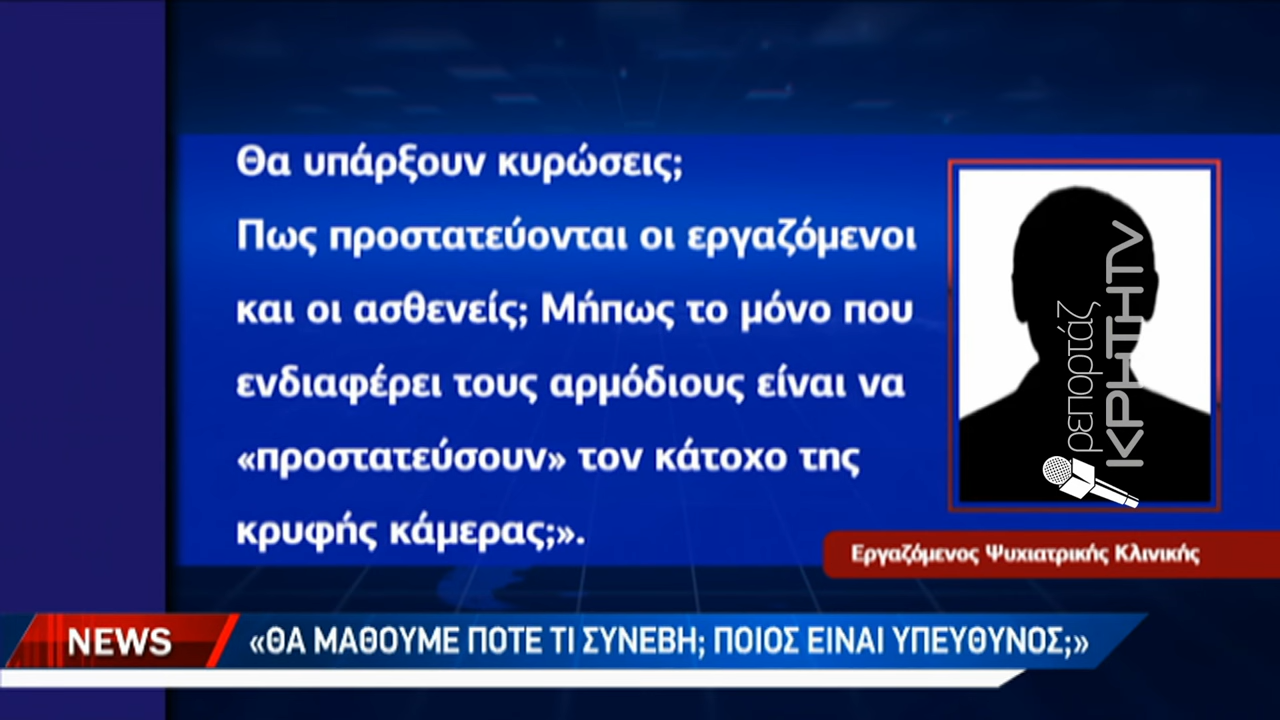 Θα υπάρξουν κυρώσεις;
Πως προστατεύονται οι εργαζόμενοι
και οι ασθενείς; Μήπως το μόνο που
ενδιαφέρει τους αρμόδιους είναι να
«προστατεύσουν» τον κάτοχο της
κρυφής κάμερας;».
ρεπορτάζ
ΚΡΗΤΗTV
Εργαζόμενος Ψυχιατρικής Κλινικής
NEWS
«ΘΑ ΜΑΘΟΥΜΕ ΠΟΤΕ ΤΙ ΣΥΝΕΒΗ; ΠΟΙΟΣ ΕΙΝΑΙ ΥΠΕΥΘΥΝΟΣ;»